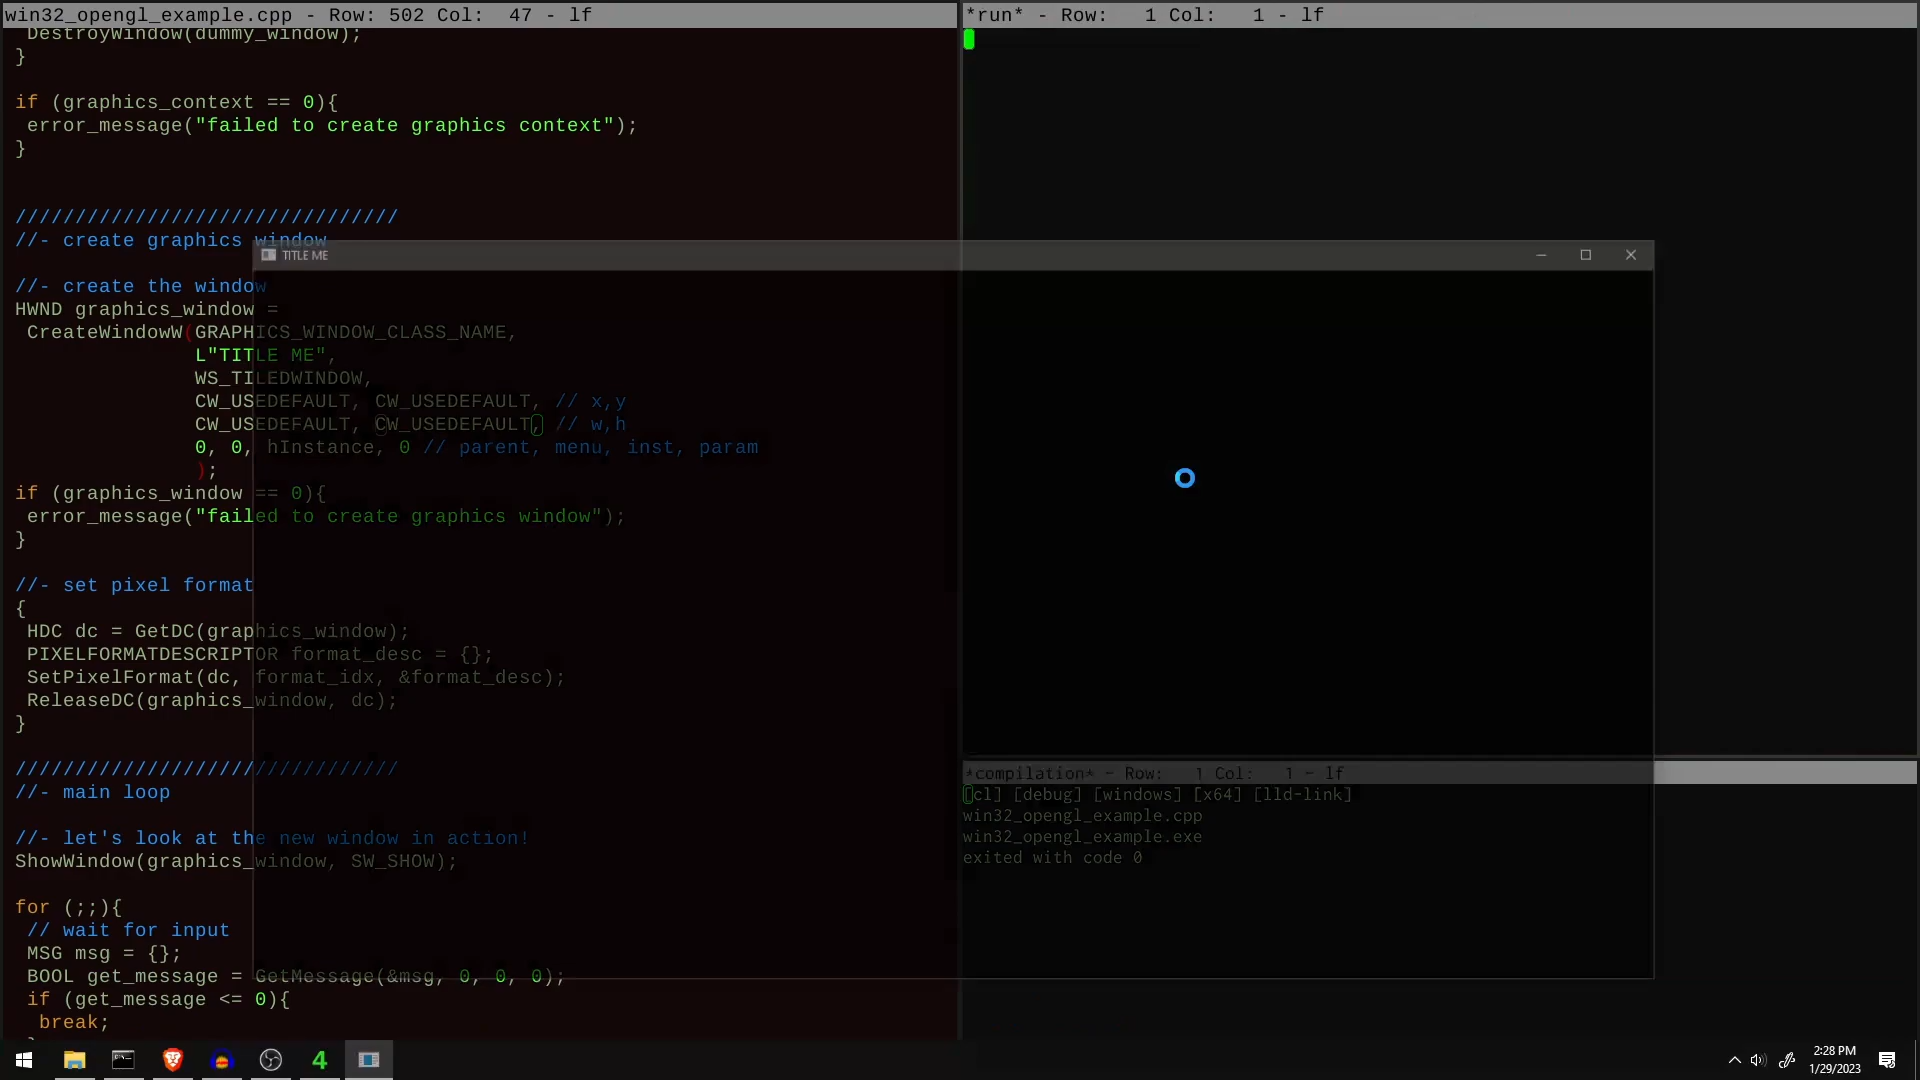 win32_opengl_example.cpp - Row: 502 Col:  47 - lf
DestroyWindow(dummy_window);
}
if (graphics_context == 0){
error_message("failed to create graphics context");
}
////////////////////////////////
//- create graphics window
//- create the window
HWND graphics_window =
CreateWindowW(GRAPHICS_WINDOW_CLASS_NAME,
L"TITLE ME",
WS_TILEDWINDOW,
CW_USEDEFAULT, CW_USEDEFAULT, // x,y
CW_USEDEFAULT, CW_USEDEFAULT, // w,h
0, 0, hInstance, 0 // parent, menu, inst, param
);
if (graphics_window == 0){
error_message("failed to create graphics window");
}
//- set pixel format
{
HDC dc = GetDC(graphics_window);
PIXELFORMATDESCRIPTOR format_desc = {};
SetPixelFormat(dc, format_idx, &format_desc);
ReleaseDC(graphics_window, dc);
}
////////////////////////////////
//- main loop
//- let's look at the new window in action!
ShowWindow(graphics_window, SW_SHOW);
for (;;){
// wait for input
MSG msg = {};
BOOL get_message = GetMessage(&msg, 0, 0, 0);
if (get_message <= 0){
break;
*run* - Row:   1 Col:   1 - lf
TITLE ME
*compilation* - Row:   1 Col:   1 - lf
[cl] [debug] [windows] [x64] [lld-link]
win32_opengl_example.cpp
win32_opengl_example.exe
exited with code 0
4
2:28 PM
1/29/2023